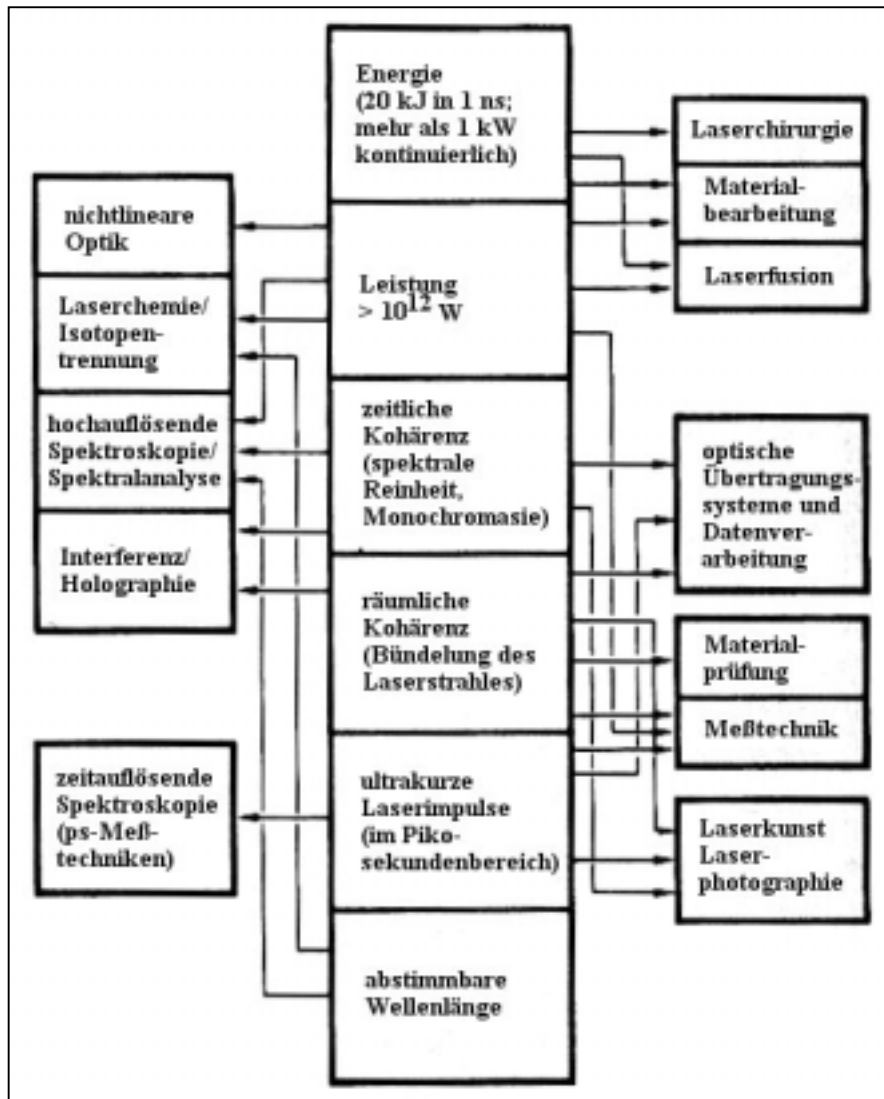 Energie
(20 kJ in 1 ns;
mehr als 1 kW
kontinuierlich)
Leistung
> 10¹² W
zeitliche
Kohärenz
(spektrale
Reinheit,
Monochromasie)
räumliche
Kohärenz
(Bündelung des
Laserstrahles)
ultrakurze
Laserimpulse
(im Piko-
sekundenbereich)
abstimmbare
Wellenlänge
nichtlineare
Optik
Laserchemie/
Isotopen-
trennung
hochauflösende
Spektroskopie/
Spektralanalyse
Interferenz/
Holographie
zeitauflösende
Spektroskopie
(ps-Meß-
techniken)
Laserchirurgie
Material-
bearbeitung
Laserfusion
optische
Übertragungs-
systeme und
Datenver-
arbeitung
Material-
prüfung
Meßtechnik
Laserkunst
Laser-
photographie